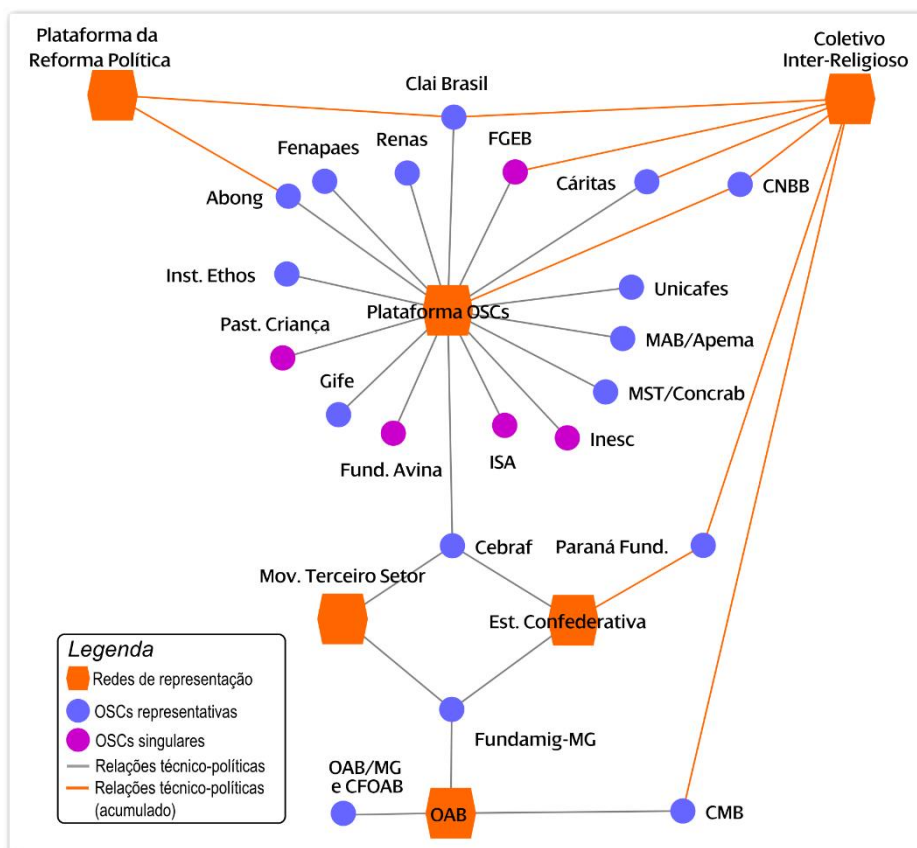 Plataforma da
Reforma Política
Coletivo
Inter-Religioso
Clai Brasil
Renas
FGEB
Fenapaes
Cáritas
CNBB
Abong
Inst. Ethos
Unicafes
Plataforma OSCs
Past. Criança
MAB/Apema
Gife
MST/Concrab
Inesc
Fund. Avina
ISA
Cebraf
Paraná Fund.
Mov. Terceiro Setor
Est. Confederativa
Legenda
Redes de representação
OSCs representativas
OSCs singulares
Relações técnico-políticas
Relações técnico-políticas
(acumulado)
Fundamig-MG
OAB/MG
e CFOAB
OAB
CMB